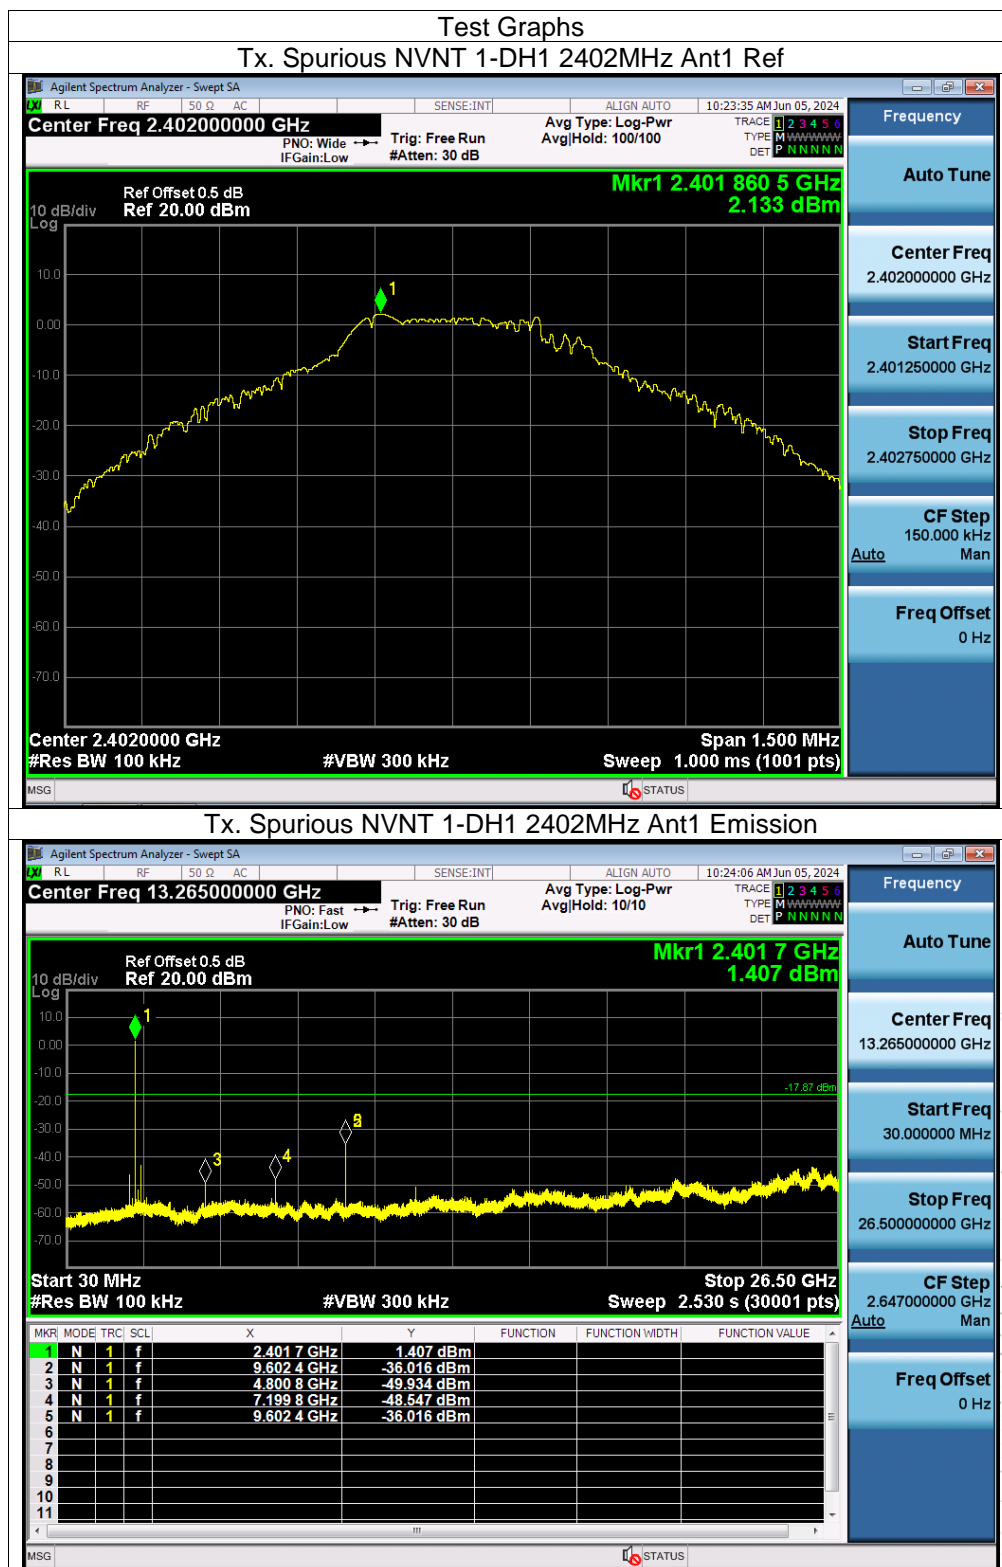 Test Graphs
Tx. Spurious NVNT 1-DH1 2402MHz Ant1 Ref
Agilent Spectrum Analyzer - Swept SA
LXI RL RF 50 Ω AC SENSE:INT ALIGN AUTO 10:23:35 AM Jun 05, 2024
Center Freq 2.402000000 GHz
PNO: Wide
IFGain:Low
Trig: Free Run
#Atten: 30 dB
Avg Type: Log-Pwr
Avg|Hold: 100/100
TRACE 1 2 3 4 5 6
TYPE M W W W W W
DET P N N N N N
Ref Offset 0.5 dB
10 dB/div Ref 20.00 dBm
Log
Mkr1 2.401 860 5 GHz
2.133 dBm
1
10.0
0.00
-10.0
-20.0
-30.0
-40.0
-50.0
-60.0
-70.0
Center 2.4020000 GHz Span 1.500 MHz
#Res BW 100 kHz #VBW 300 kHz Sweep 1.000 ms (1001 pts)
MSG STATUS
Frequency
Auto Tune
Center Freq
2.402000000 GHz
Start Freq
2.401250000 GHz
Stop Freq
2.402750000 GHz
CF Step
150.000 kHz
Auto Man
Freq Offset
0 Hz
Tx. Spurious NVNT 1-DH1 2402MHz Ant1 Emission
Agilent Spectrum Analyzer - Swept SA
LXI RL RF 50 Ω AC SENSE:INT ALIGN AUTO 10:24:06 AM Jun 05, 2024
Center Freq 13.265000000 GHz
PNO: Fast
IFGain:Low
Trig: Free Run
#Atten: 30 dB
Avg Type: Log-Pwr
Avg|Hold: 10/10
TRACE 1 2 3 4 5 6
TYPE M W W W W W
DET P N N N N N
Ref Offset 0.5 dB
10 dB/div Ref 20.00 dBm
Log
Mkr1 2.401 7 GHz
1.407 dBm
10.0
0.00
-10.0
-20.0
-30.0
-40.0
-50.0
-60.0
-70.0
1
-17.87 dBm
3
4
Start 30 MHz Stop 26.50 GHz
#Res BW 100 kHz #VBW 300 kHz Sweep 2.530 s (30001 pts)
MKR MODE TRC SCL X Y FUNCTION FUNCTION WIDTH FUNCTION VALUE
1 N 1 f 2.401 7 GHz 1.407 dBm
2 N 1 f 9.602 4 GHz -36.016 dBm
3 N 1 f 4.800 8 GHz -49.934 dBm
4 N 1 f 7.199 8 GHz -48.547 dBm
5 N 1 f 9.602 4 GHz -36.016 dBm
6
7
8
9
10
11
MSG STATUS
Frequency
Auto Tune
Center Freq
13.265000000 GHz
Start Freq
30.000000 MHz
Stop Freq
26.500000000 GHz
CF Step
2.647000000 GHz
Auto Man
Freq Offset
0 Hz